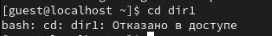 [guest@localhost ~]$ cd dir1
bash: cd: dir1: Отказано в доступе